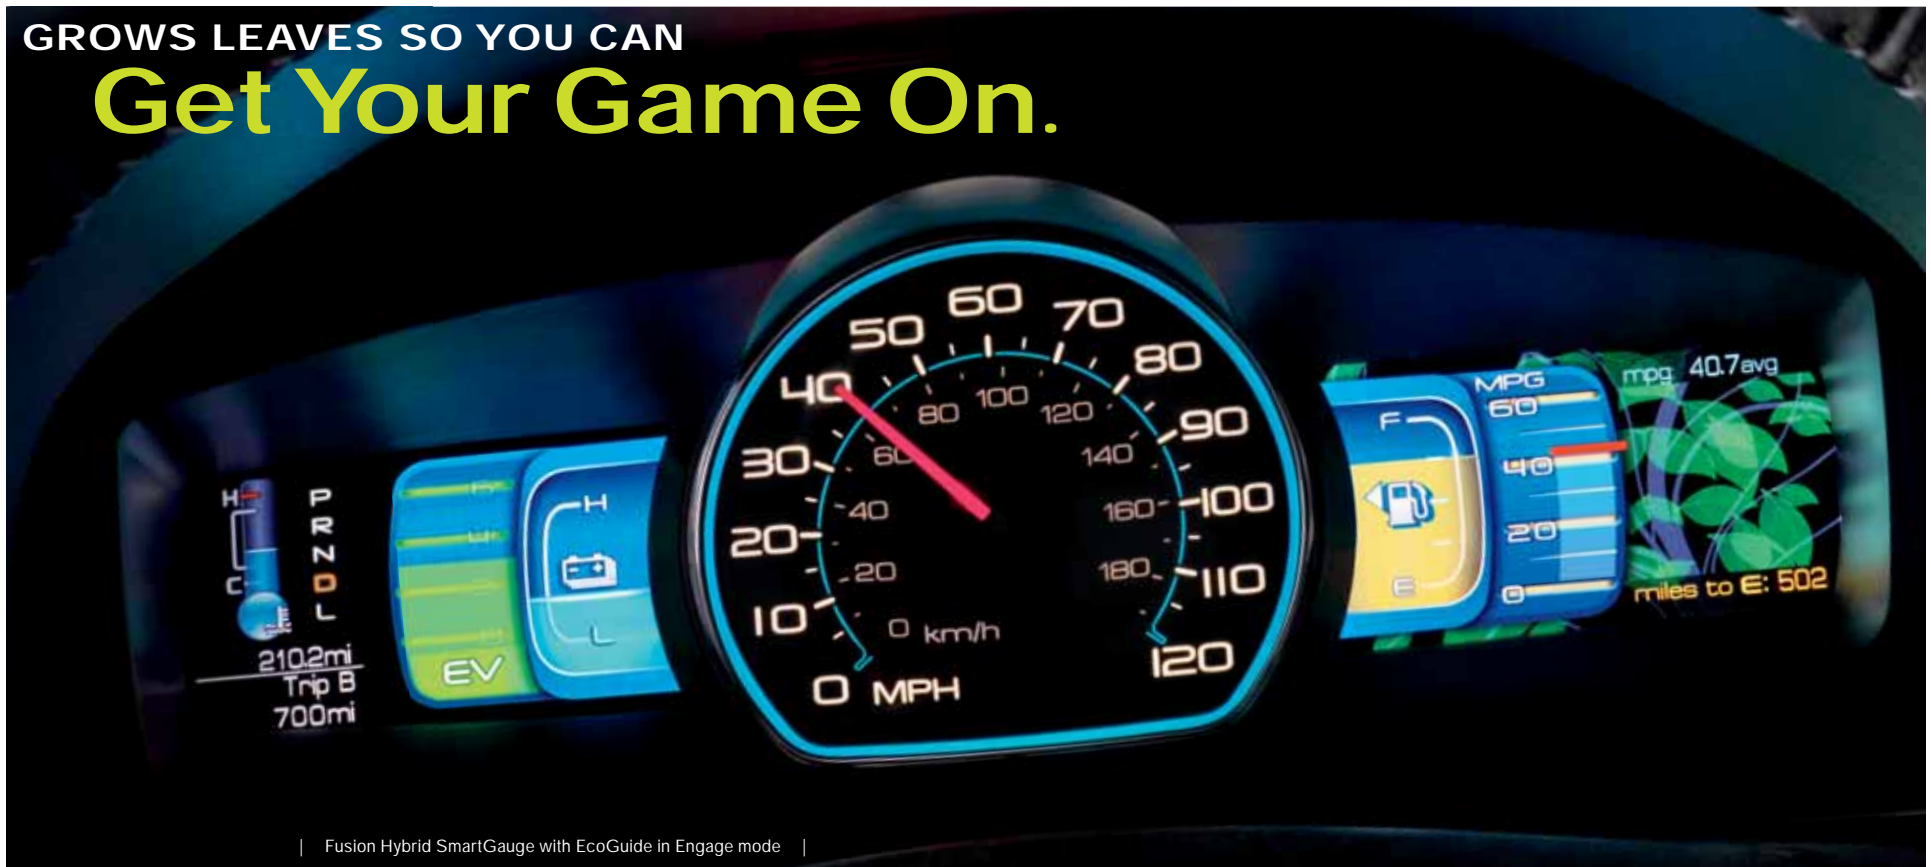 GROWS LEAVES SO YOU CAN
Get Your Game On.
H
C
P
R
N
D
L
210.2mi
Trip B
700mi
EV
H
L
0
10
20
30
40
50
60
70
80
90
100
110
120
MPH
0
20
40
60
80
100
120
140
160
180
km/h
F
E
MPG
60
40
20
0
mpg: 40.7avg
miles to E: 502
| Fusion Hybrid SmartGauge with EcoGuide in Engage mode |